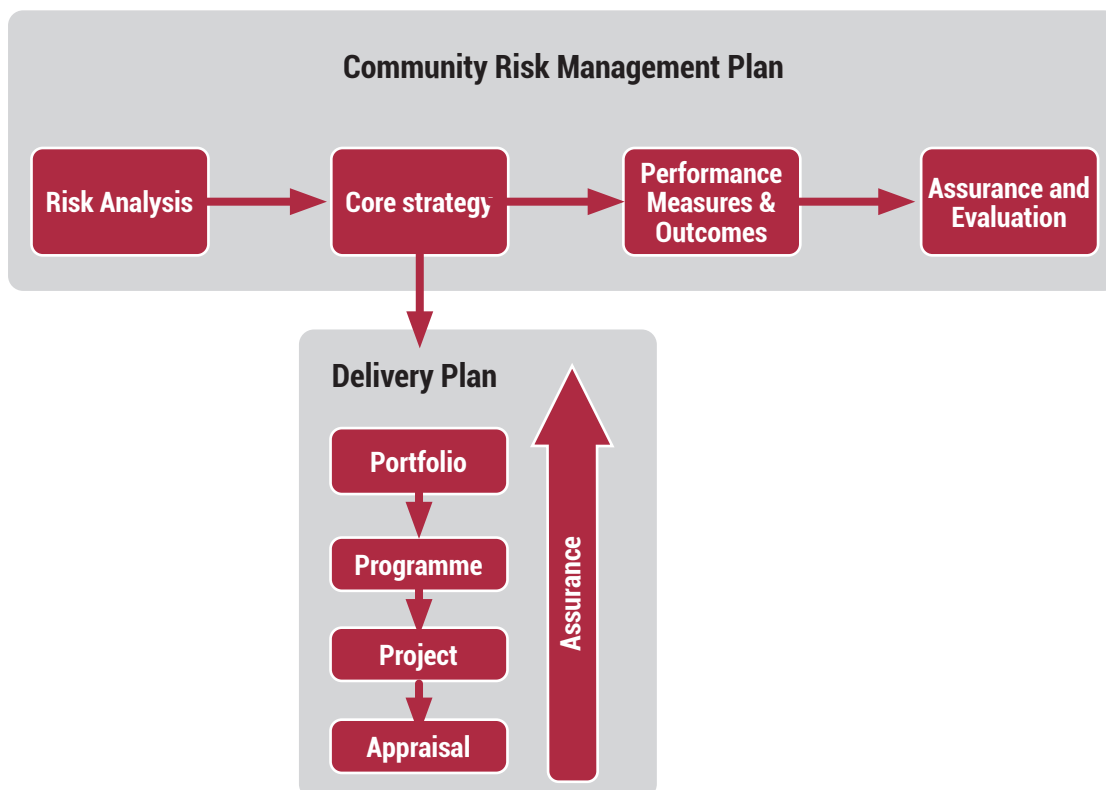 Community Risk Management Plan
Risk Analysis
Core strategy
Performance
Measures &
Outcomes
Assurance and
Evaluation
Delivery Plan
Portfolio
Programme
Project
Appraisal
Assurance